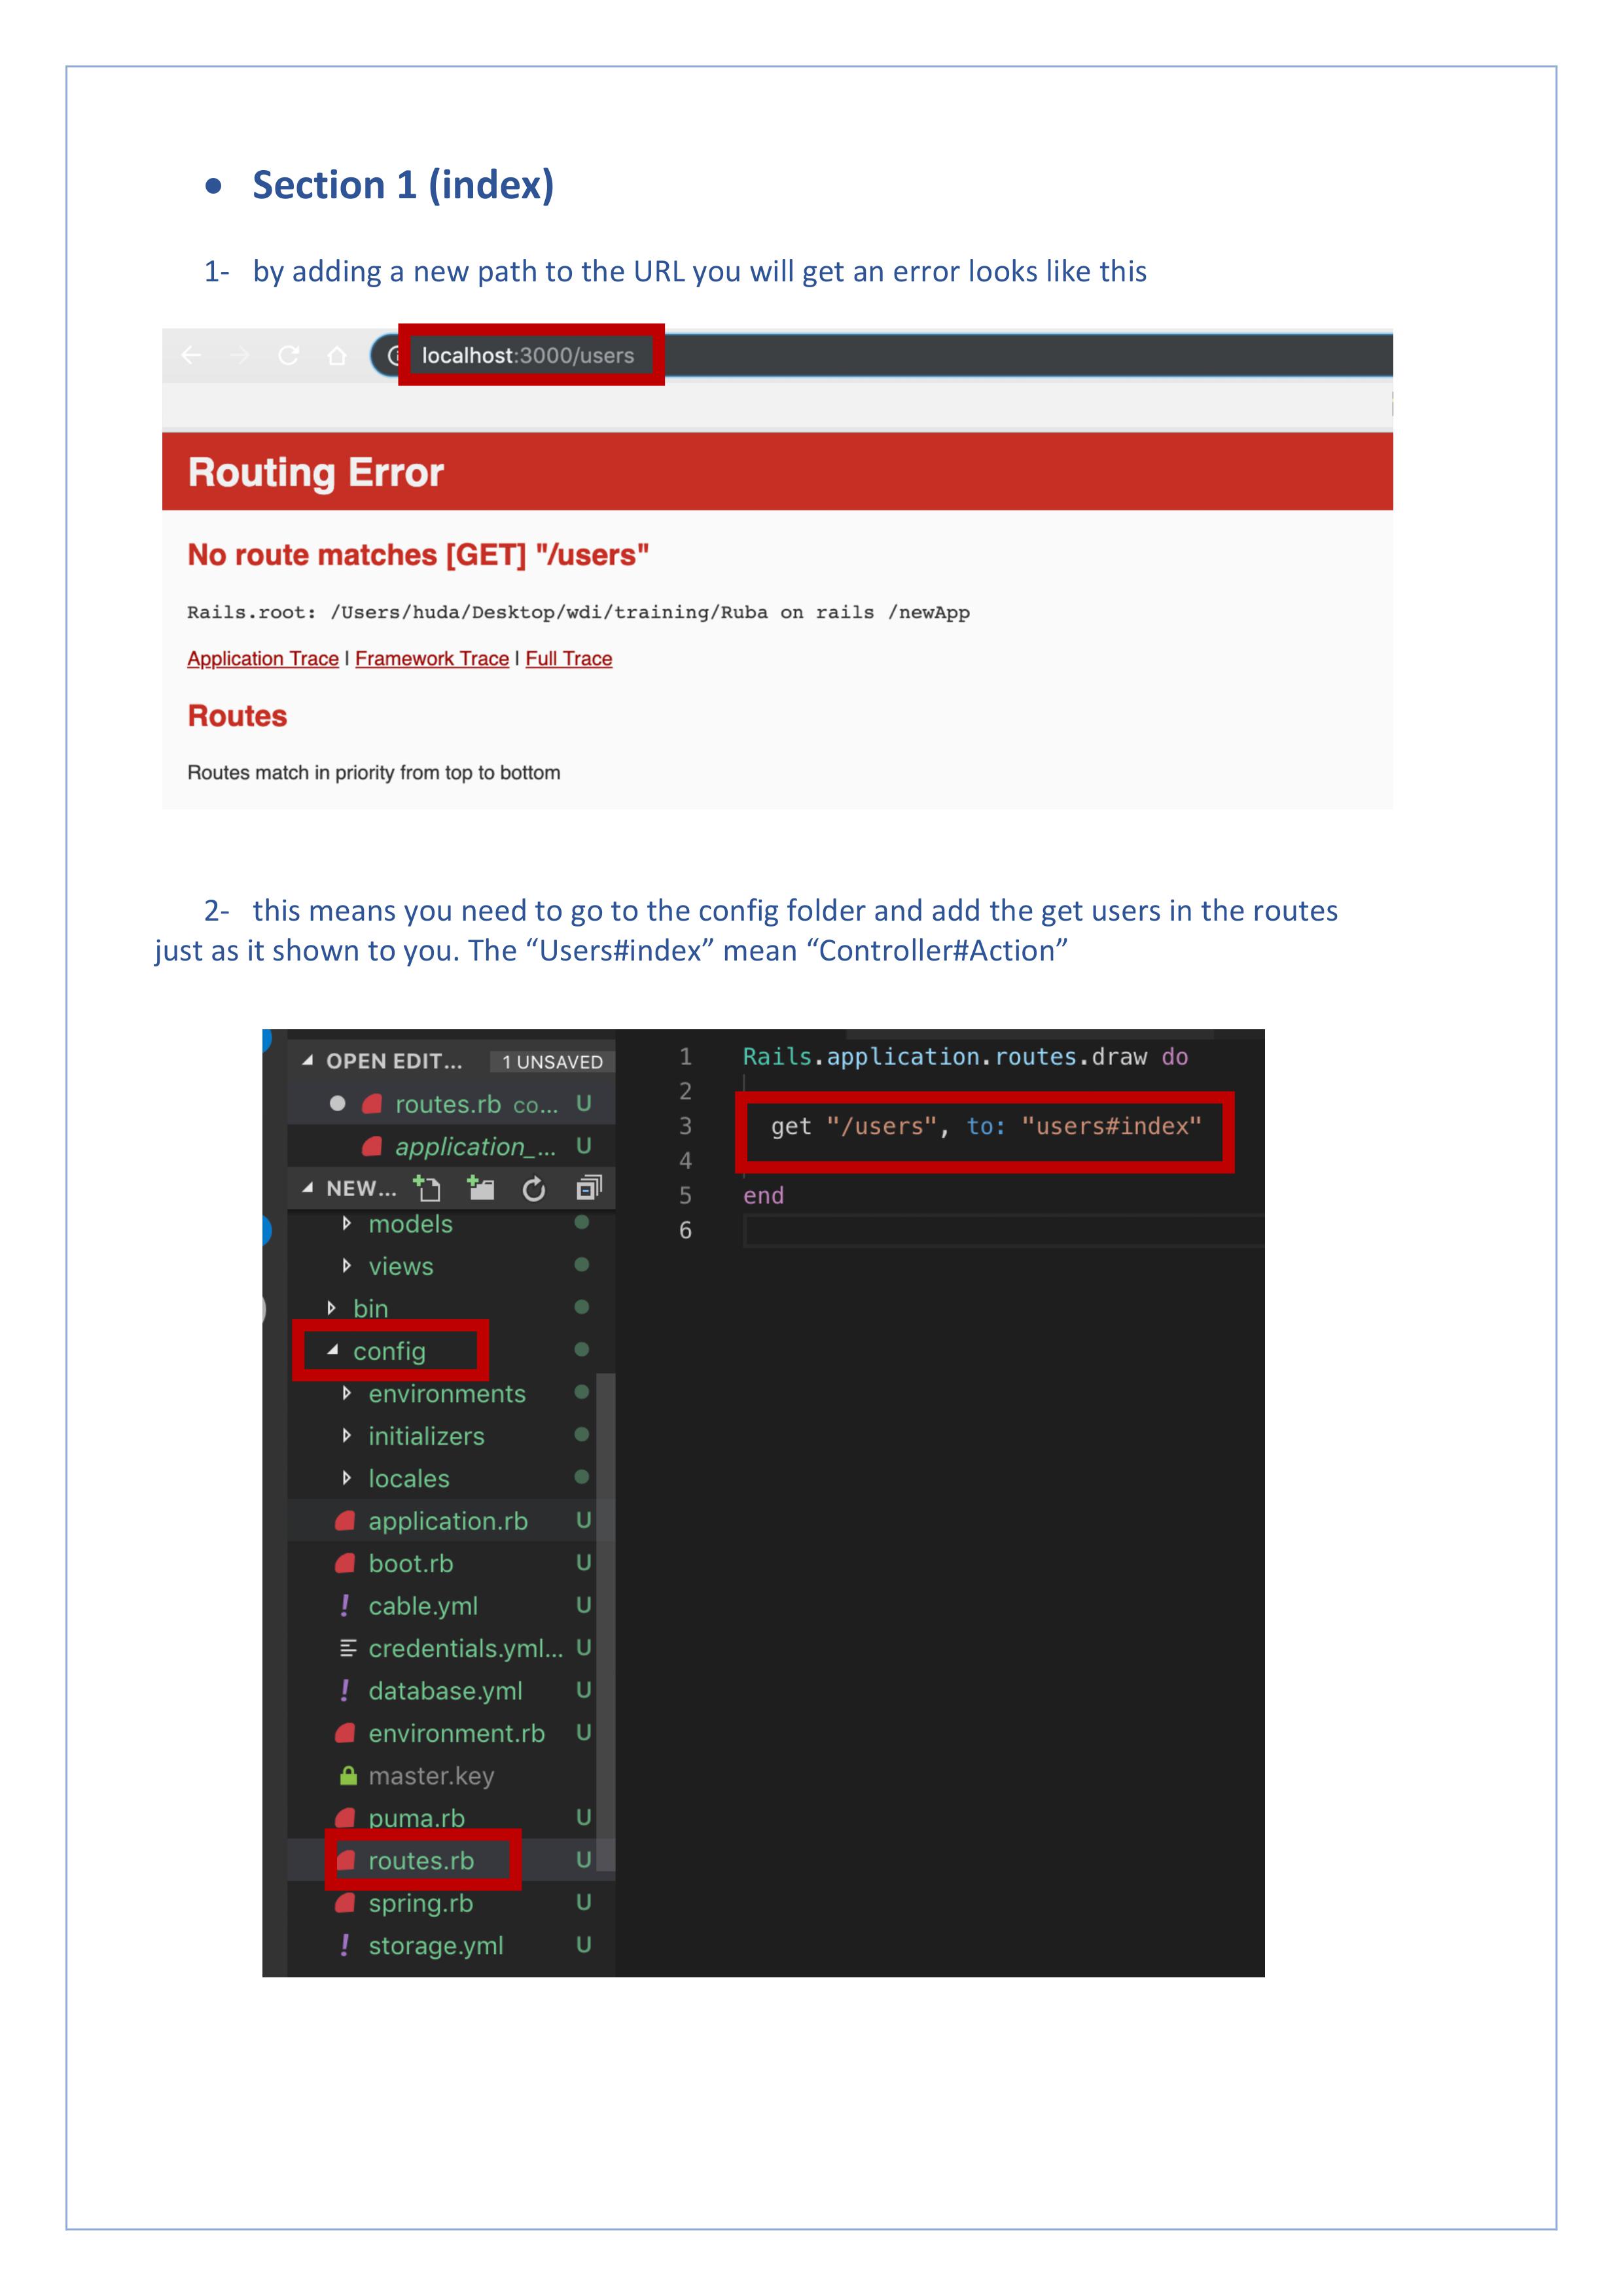 • Section 1 (index)
1- by adding a new path to the URL you will get an error looks like this
localhost:3000/users
Routing Error
No route matches [GET] "/users"
Rails.root: /Users/huda/Desktop/wdi/training/Ruba on rails /newApp
Application Trace | Framework Trace | Full Trace
Routes
Routes match in priority from top to bottom
2- this means you need to go to the config folder and add the get users in the routes
just as it shown to you. The “Users#index” mean “Controller#Action”
OPEN EDIT... 1 UNSAVED
routes.rb co... U
application_... U
NEW...
models
views
bin
config
environments
initializers
locales
application.rb U
boot.rb U
! cable.yml U
credentials.yml... U
! database.yml U
environment.rb U
master.key
puma.rb U
routes.rb U
spring.rb U
! storage.yml U
1 Rails.application.routes.draw do
2
3 get "/users", to: "users#index"
4
5 end
6